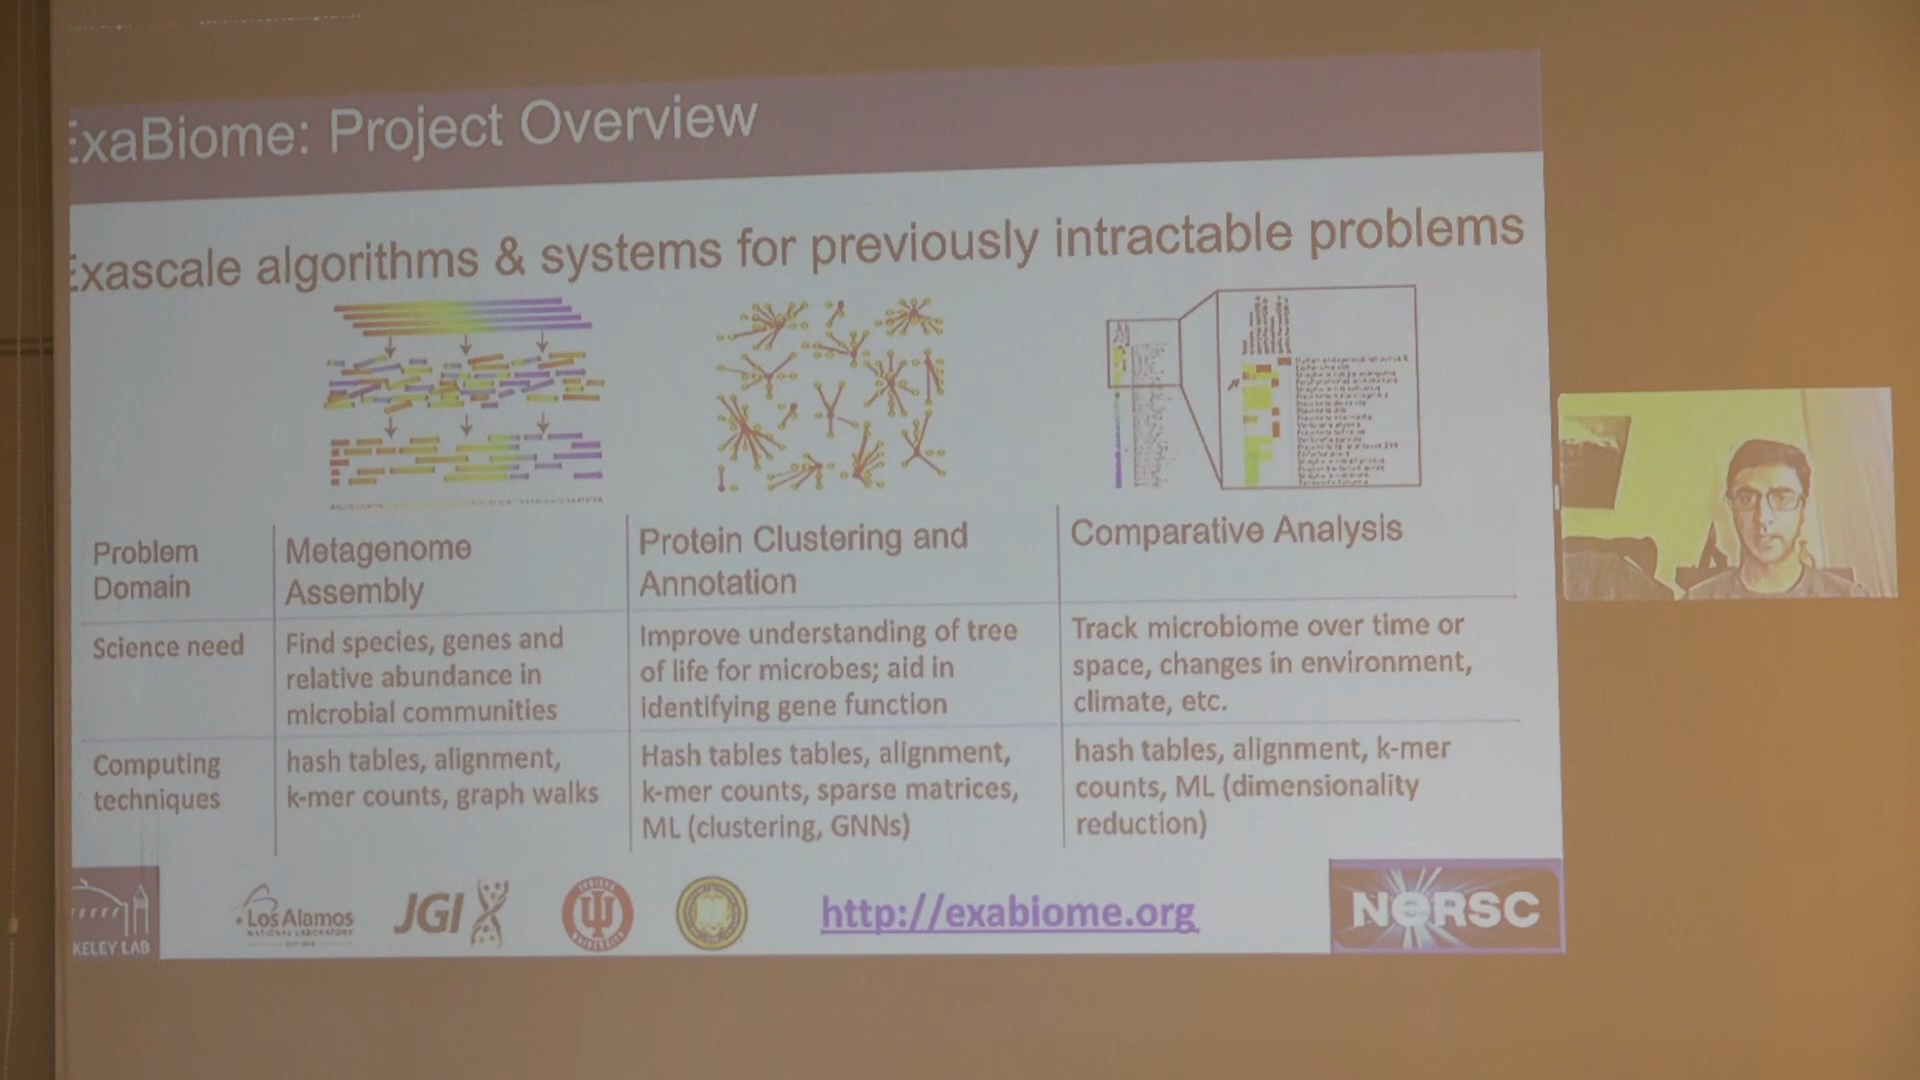 ExaBiome: Project Overview
Exascale algorithms & systems for previously intractable problems
Problem
Domain
Metagenome
Assembly
Protein Clustering and
Annotation
Comparative Analysis
Science need
Find species, genes and
relative abundance in
microbial communities
Improve understanding of tree
of life for microbes; aid in
identifying gene function
Track microbiome over time or
space, changes in environment,
climate, etc.
Computing
techniques
hash tables, alignment,
k-mer counts, graph walks
Hash tables tables, alignment,
k-mer counts, sparse matrices,
ML (clustering, GNNs)
hash tables, alignment, k-mer
counts, ML (dimensionality
reduction)
KELEY LAB
Los Alamos
NATIONAL LABORATORY
JGI
http://exabiome.org
NERSC